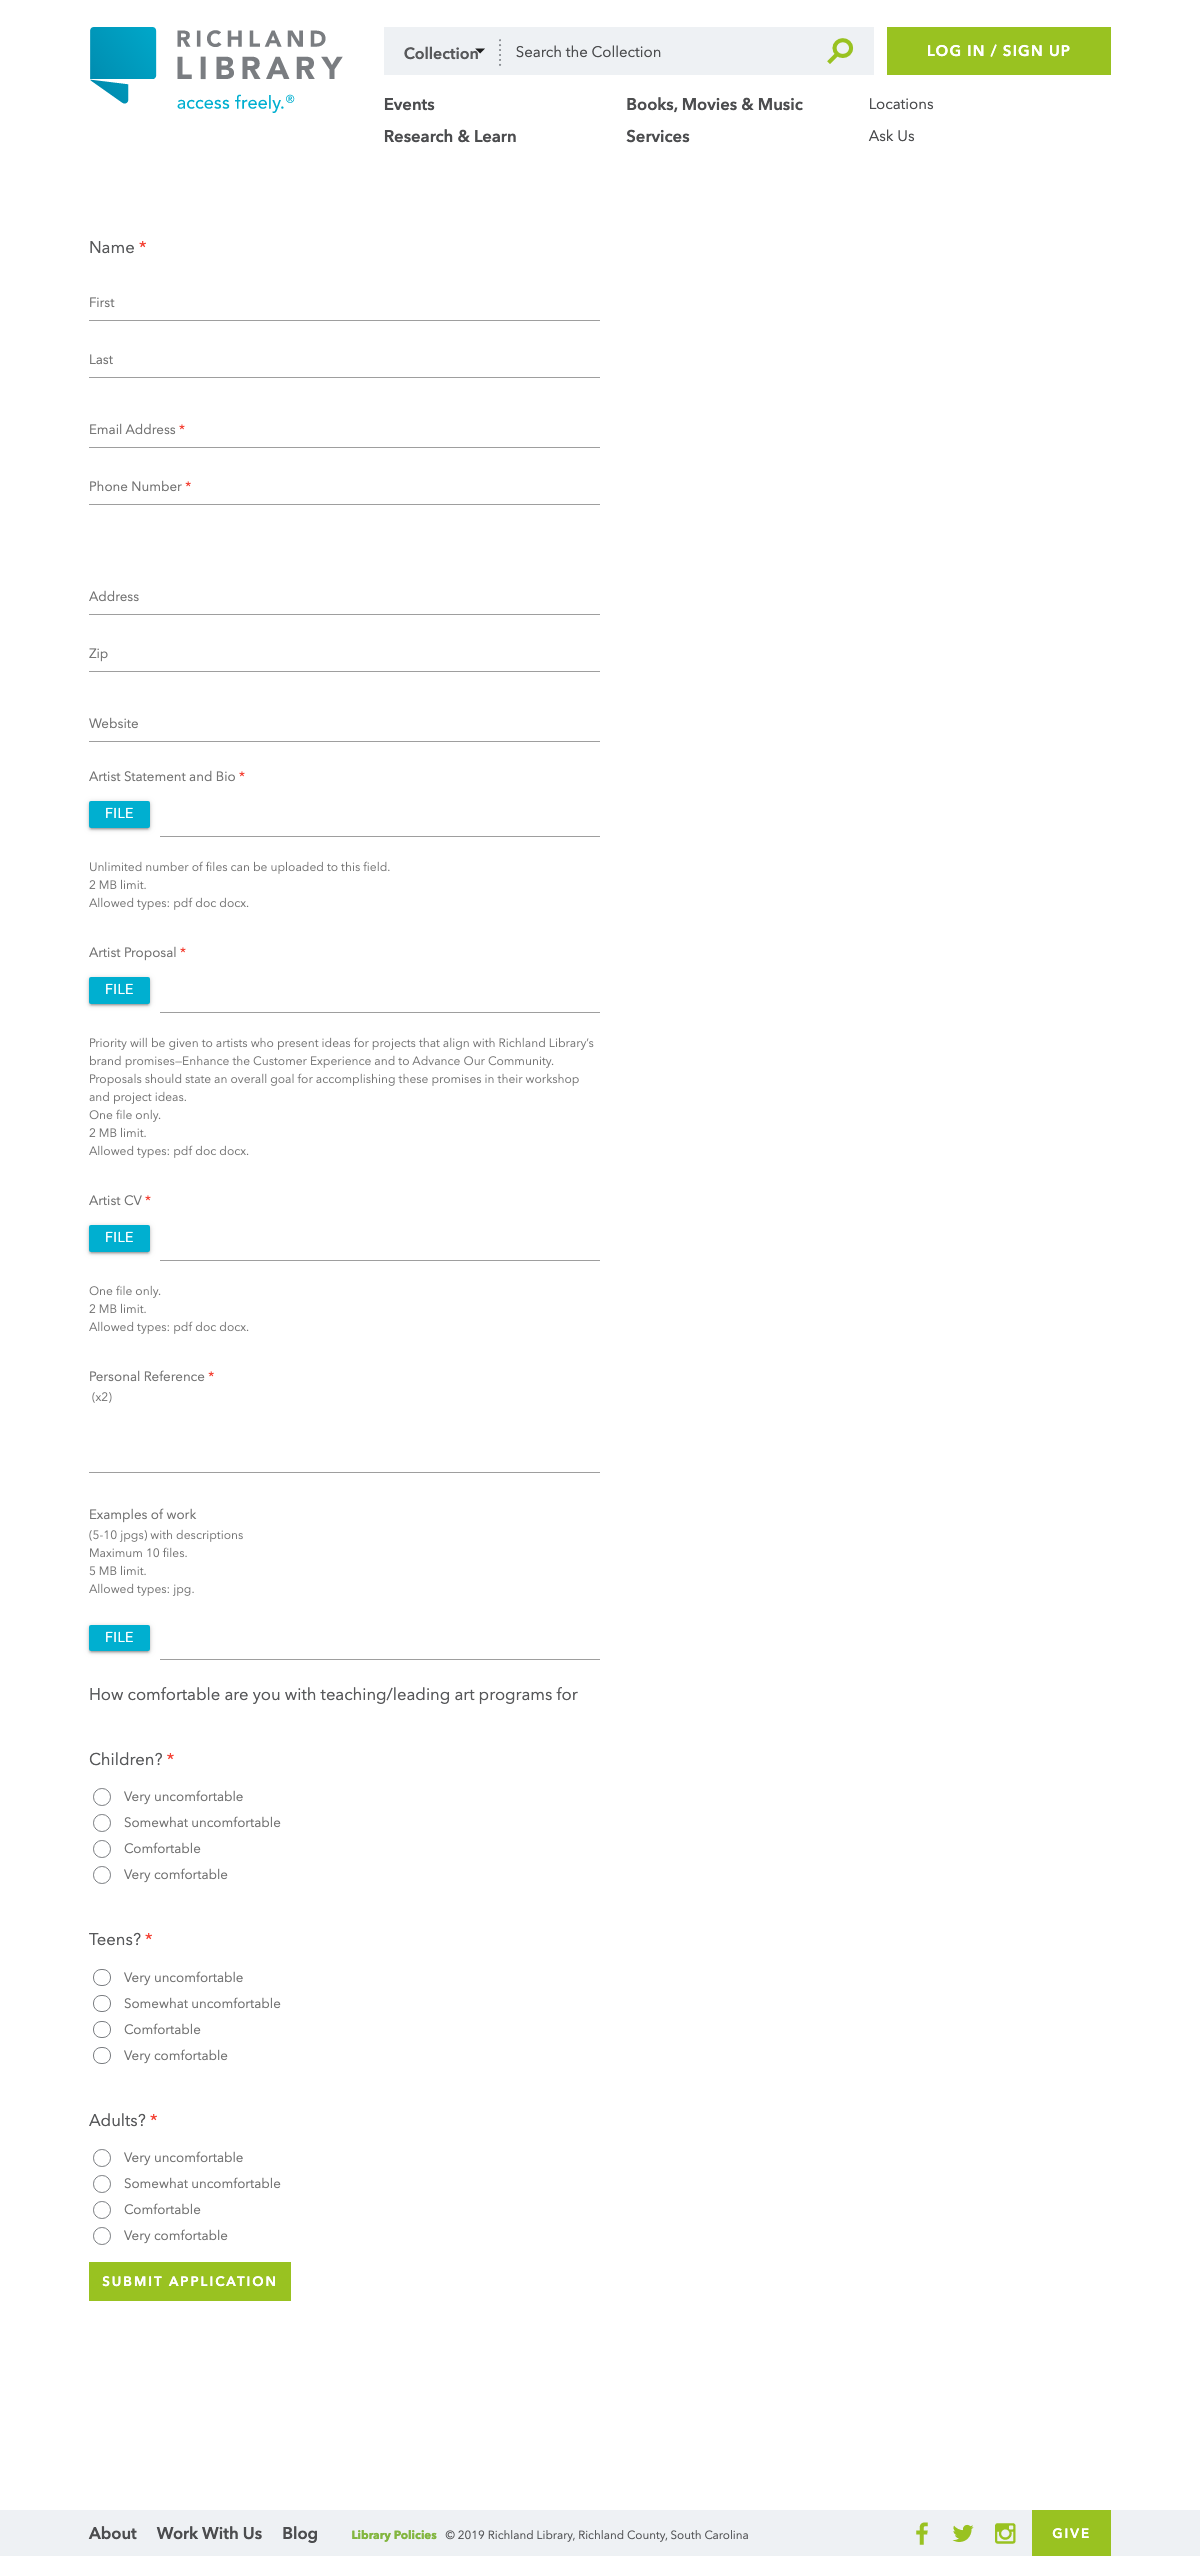 RICHLAND
LIBRARY
access freely.®
Collection
Search the Collection
LOG IN / SIGN UP
Events
Books, Movies & Music
Locations
Research & Learn
Services
Ask Us
Name *
First
Last
Email Address *
Phone Number *
Address
Zip
Website
Artist Statement and Bio *
FILE
Unlimited number of files can be uploaded to this field.
2 MB limit.
Allowed types: pdf doc docx.
Artist Proposal *
FILE
Priority will be given to artists who present ideas for projects that align with Richland Library's
brand promises—Enhance the Customer Experience and to Advance Our Community.
Proposals should state an overall goal for accomplishing these promises in their workshop
and project ideas.
One file only.
2 MB limit.
Allowed types: pdf doc docx.
Artist CV *
FILE
One file only.
2 MB limit.
Allowed types: pdf doc docx.
Personal Reference *
(x2)
Examples of work
(5-10 jpgs) with descriptions
Maximum 10 files.
5 MB limit.
Allowed types: jpg.
FILE
How comfortable are you with teaching/leading art programs for
Children? *
Very uncomfortable
Somewhat uncomfortable
Comfortable
Very comfortable
Teens? *
Very uncomfortable
Somewhat uncomfortable
Comfortable
Very comfortable
Adults? *
Very uncomfortable
Somewhat uncomfortable
Comfortable
Very comfortable
SUBMIT APPLICATION
About Work With Us Blog Library Policies © 2019 Richland Library, Richland County, South Carolina
GIVE